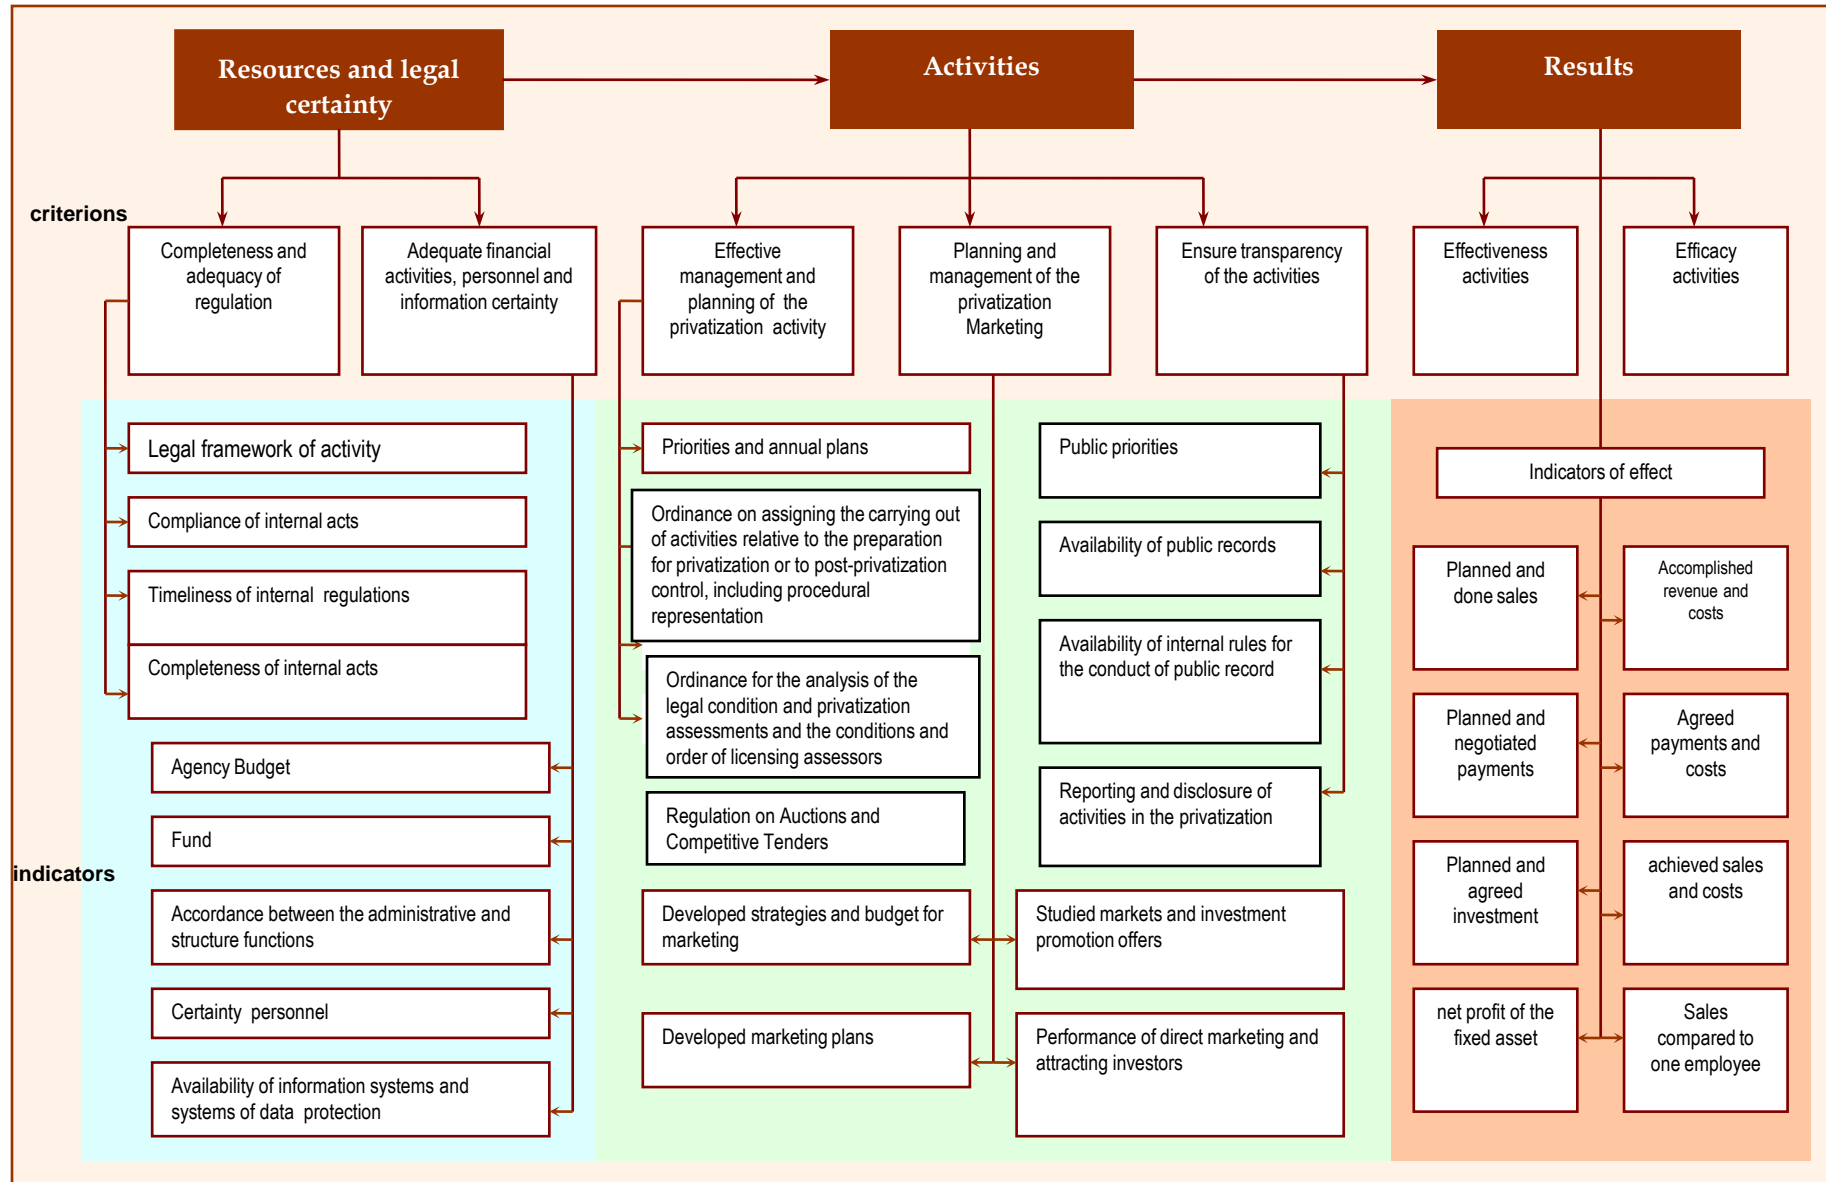 Resources and legal
certainty
Activities
Results
criterions
Completeness and
adequacy of
regulation
Adequate financial
activities, personnel and
information certainty
Effective
management and
planning of the
privatization activity
Planning and
management of the
privatization
Marketing
Ensure transparency
of the activities
Effectiveness
activities
Efficacy
activities
Legal framework of activity
Compliance of internal acts
Timeliness of internal regulations
Completeness of internal acts
Agency Budget
Fund
indicators
Accordance between the administrative and
structure functions
Certainty personnel
Availability of information systems and
systems of data protection
Priorities and annual plans
Ordinance on assigning the carrying out
of activities relative to the preparation
for privatization or to post-privatization
control, including procedural
representation
Ordinance for the analysis of the
legal condition and privatization
assessments and the conditions and
order of licensing assessors
Regulation on Auctions and
Competitive Tenders
Developed strategies and budget for
marketing
Developed marketing plans
Public priorities
Availability of public records
Availability of internal rules for
the conduct of public record
Reporting and disclosure of
activities in the privatization
Studied markets and investment
promotion offers
Performance of direct marketing and
attracting investors
Indicators of effect
Planned and
done sales
Accomplished
revenue and
costs
Planned and
negotiated
payments
Agreed
payments and
costs
Planned and
agreed
investment
achieved sales
and costs
net profit of the
fixed asset
Sales
compared to
one employee